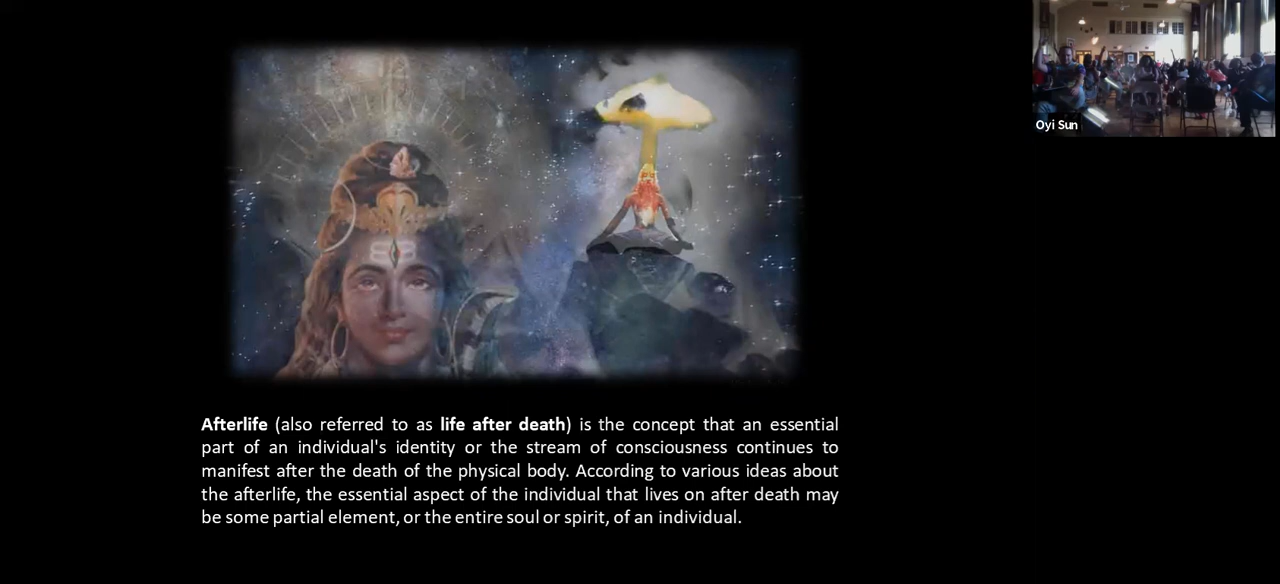 Oyi Sun
Afterlife (also referred to as life after death) is the concept that an essential
part of an individual's identity or the stream of consciousness continues to
manifest after the death of the physical body. According to various ideas about
the afterlife, the essential aspect of the individual that lives on after death may
be some partial element, or the entire soul or spirit, of an individual.